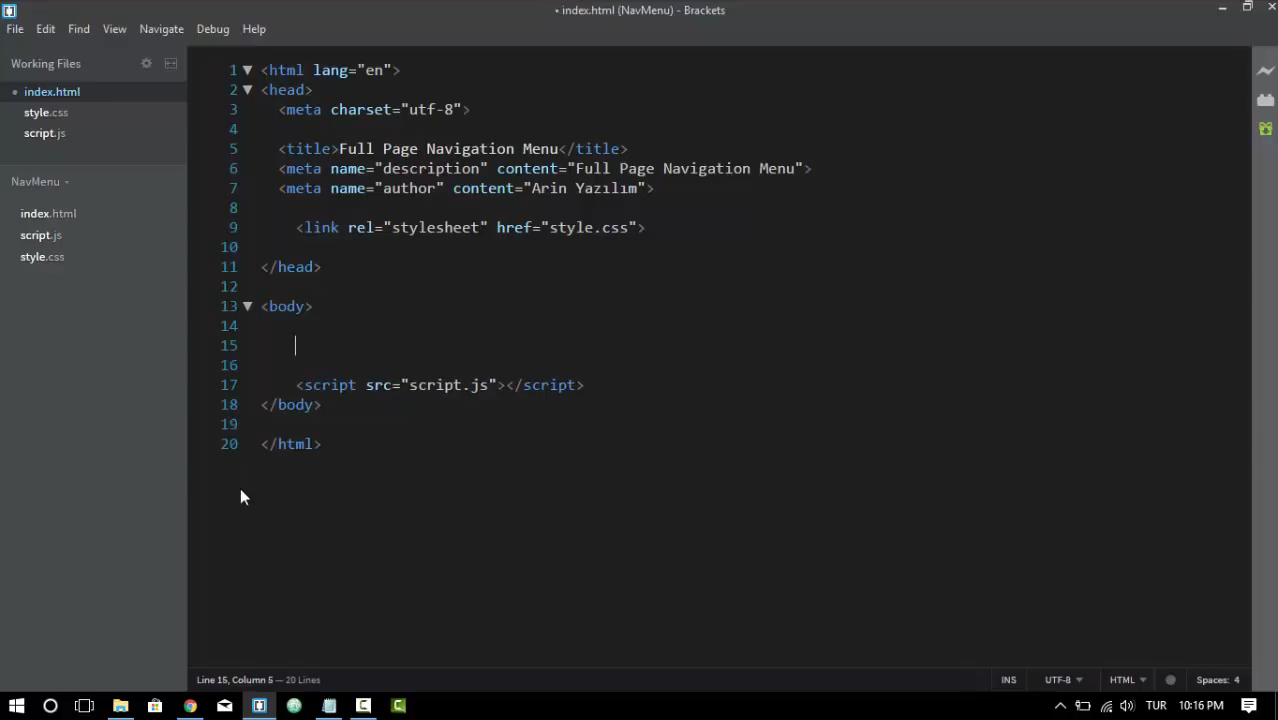 • index.html (NavMenu) - Brackets
File Edit Find View Navigate Debug Help
Working Files
• index.html
style.css
script.js
NavMenu
index.html
script.js
style.css
1 <html lang="en">
2 <head>
3 <meta charset="utf-8">
4
5 <title>Full Page Navigation Menu</title>
6 <meta name="description" content="Full Page Navigation Menu">
7 <meta name="author" content="Arin Yazılım">
8
9 <link rel="stylesheet" href="style.css">
10
11 </head>
12
13 <body>
14
15
16
17 <script src="script.js"></script>
18 </body>
19
20 </html>
Line 15, Column 5 — 20 Lines
INS UTF-8 HTML Spaces: 4
TUR 10:16 PM